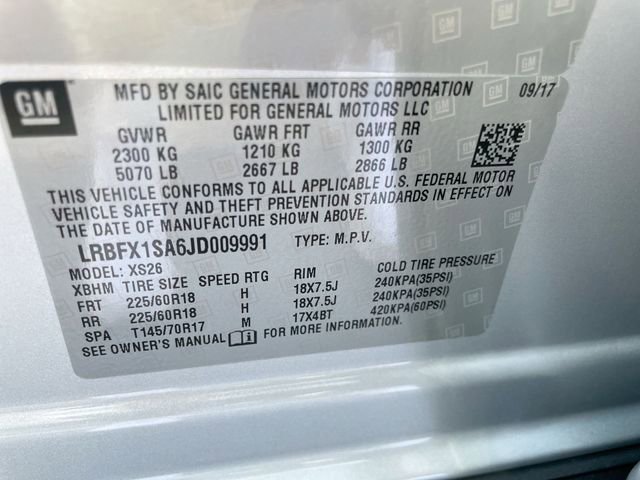 GM
MFD BY SAIC GENERAL MOTORS CORPORATION 09/17
LIMITED FOR GENERAL MOTORS LLC
GVWR GAWR FRT GAWR RR
2300 KG 1210 KG 1300 KG
5070 LB 2667 LB 2866 LB
THIS VEHICLE CONFORMS TO ALL APPLICABLE U.S. FEDERAL MOTOR
VEHICLE SAFETY AND THEFT PREVENTION STANDARDS IN EFFECT ON
THE DATE OF MANUFACTURE SHOWN ABOVE.
LRBFX1SA6JD009991 TYPE: M.P.V.
MODEL: XS26
XBHM TIRE SIZE SPEED RTG RIM COLD TIRE PRESSURE
FRT 225/60R18 H 18X7.5J 240KPA(35PSI)
RR 225/60R18 H 18X7.5J 240KPA(35PSI)
SPA T145/70R17 M 17X4BT 420KPA(60PSI)
SEE OWNER'S MANUAL FOR MORE INFORMATION.